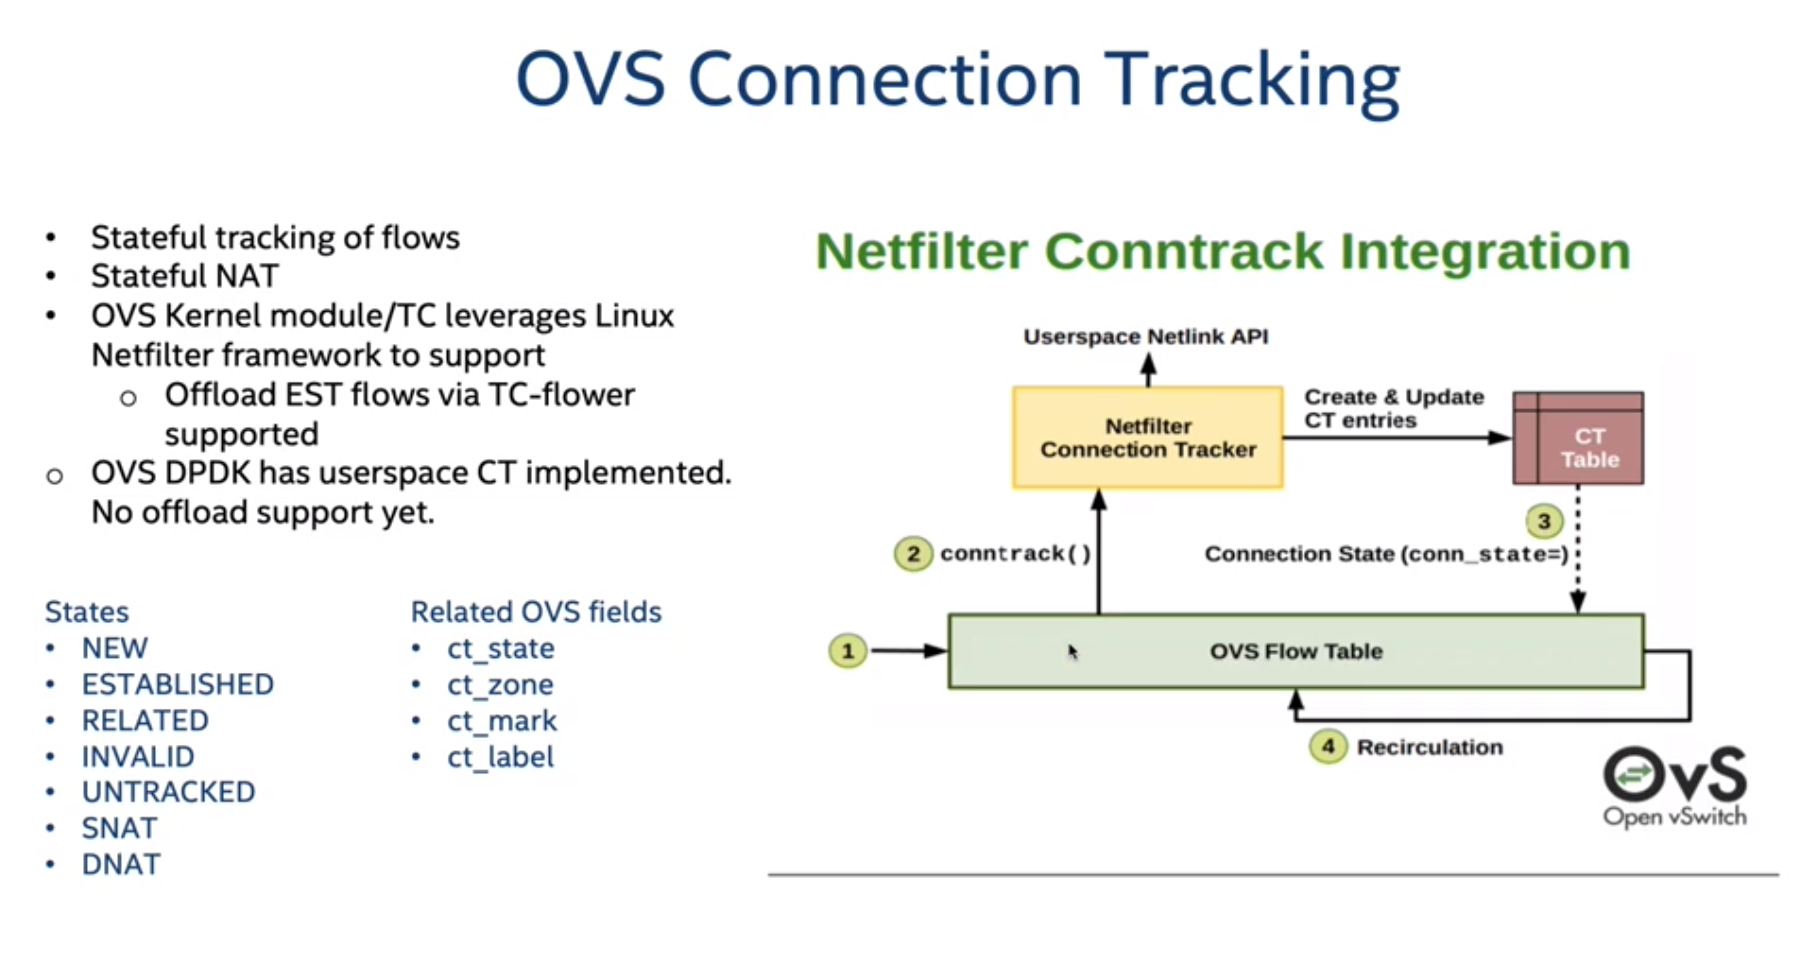 OVS Connection Tracking
Stateful tracking of flows
Stateful NAT
OVS Kernel module/TC leverages Linux
Netfilter framework to support
Offload EST flows via TC-flower
supported
OVS DPDK has userspace CT implemented.
No offload support yet.
States
NEW
ESTABLISHED
RELATED
INVALID
UNTRACKED
SNAT
DNAT
Related OVS fields
ct_state
ct_zone
ct_mark
ct_label
Netfilter Conntrack Integration
Userspace Netlink API
Netfilter
Connection Tracker
Create & Update
CT entries
CT
Table
3
2 conntrack()
Connection State (conn_state=)
1
OVS Flow Table
4 Recirculation
OvS
Open vSwitch